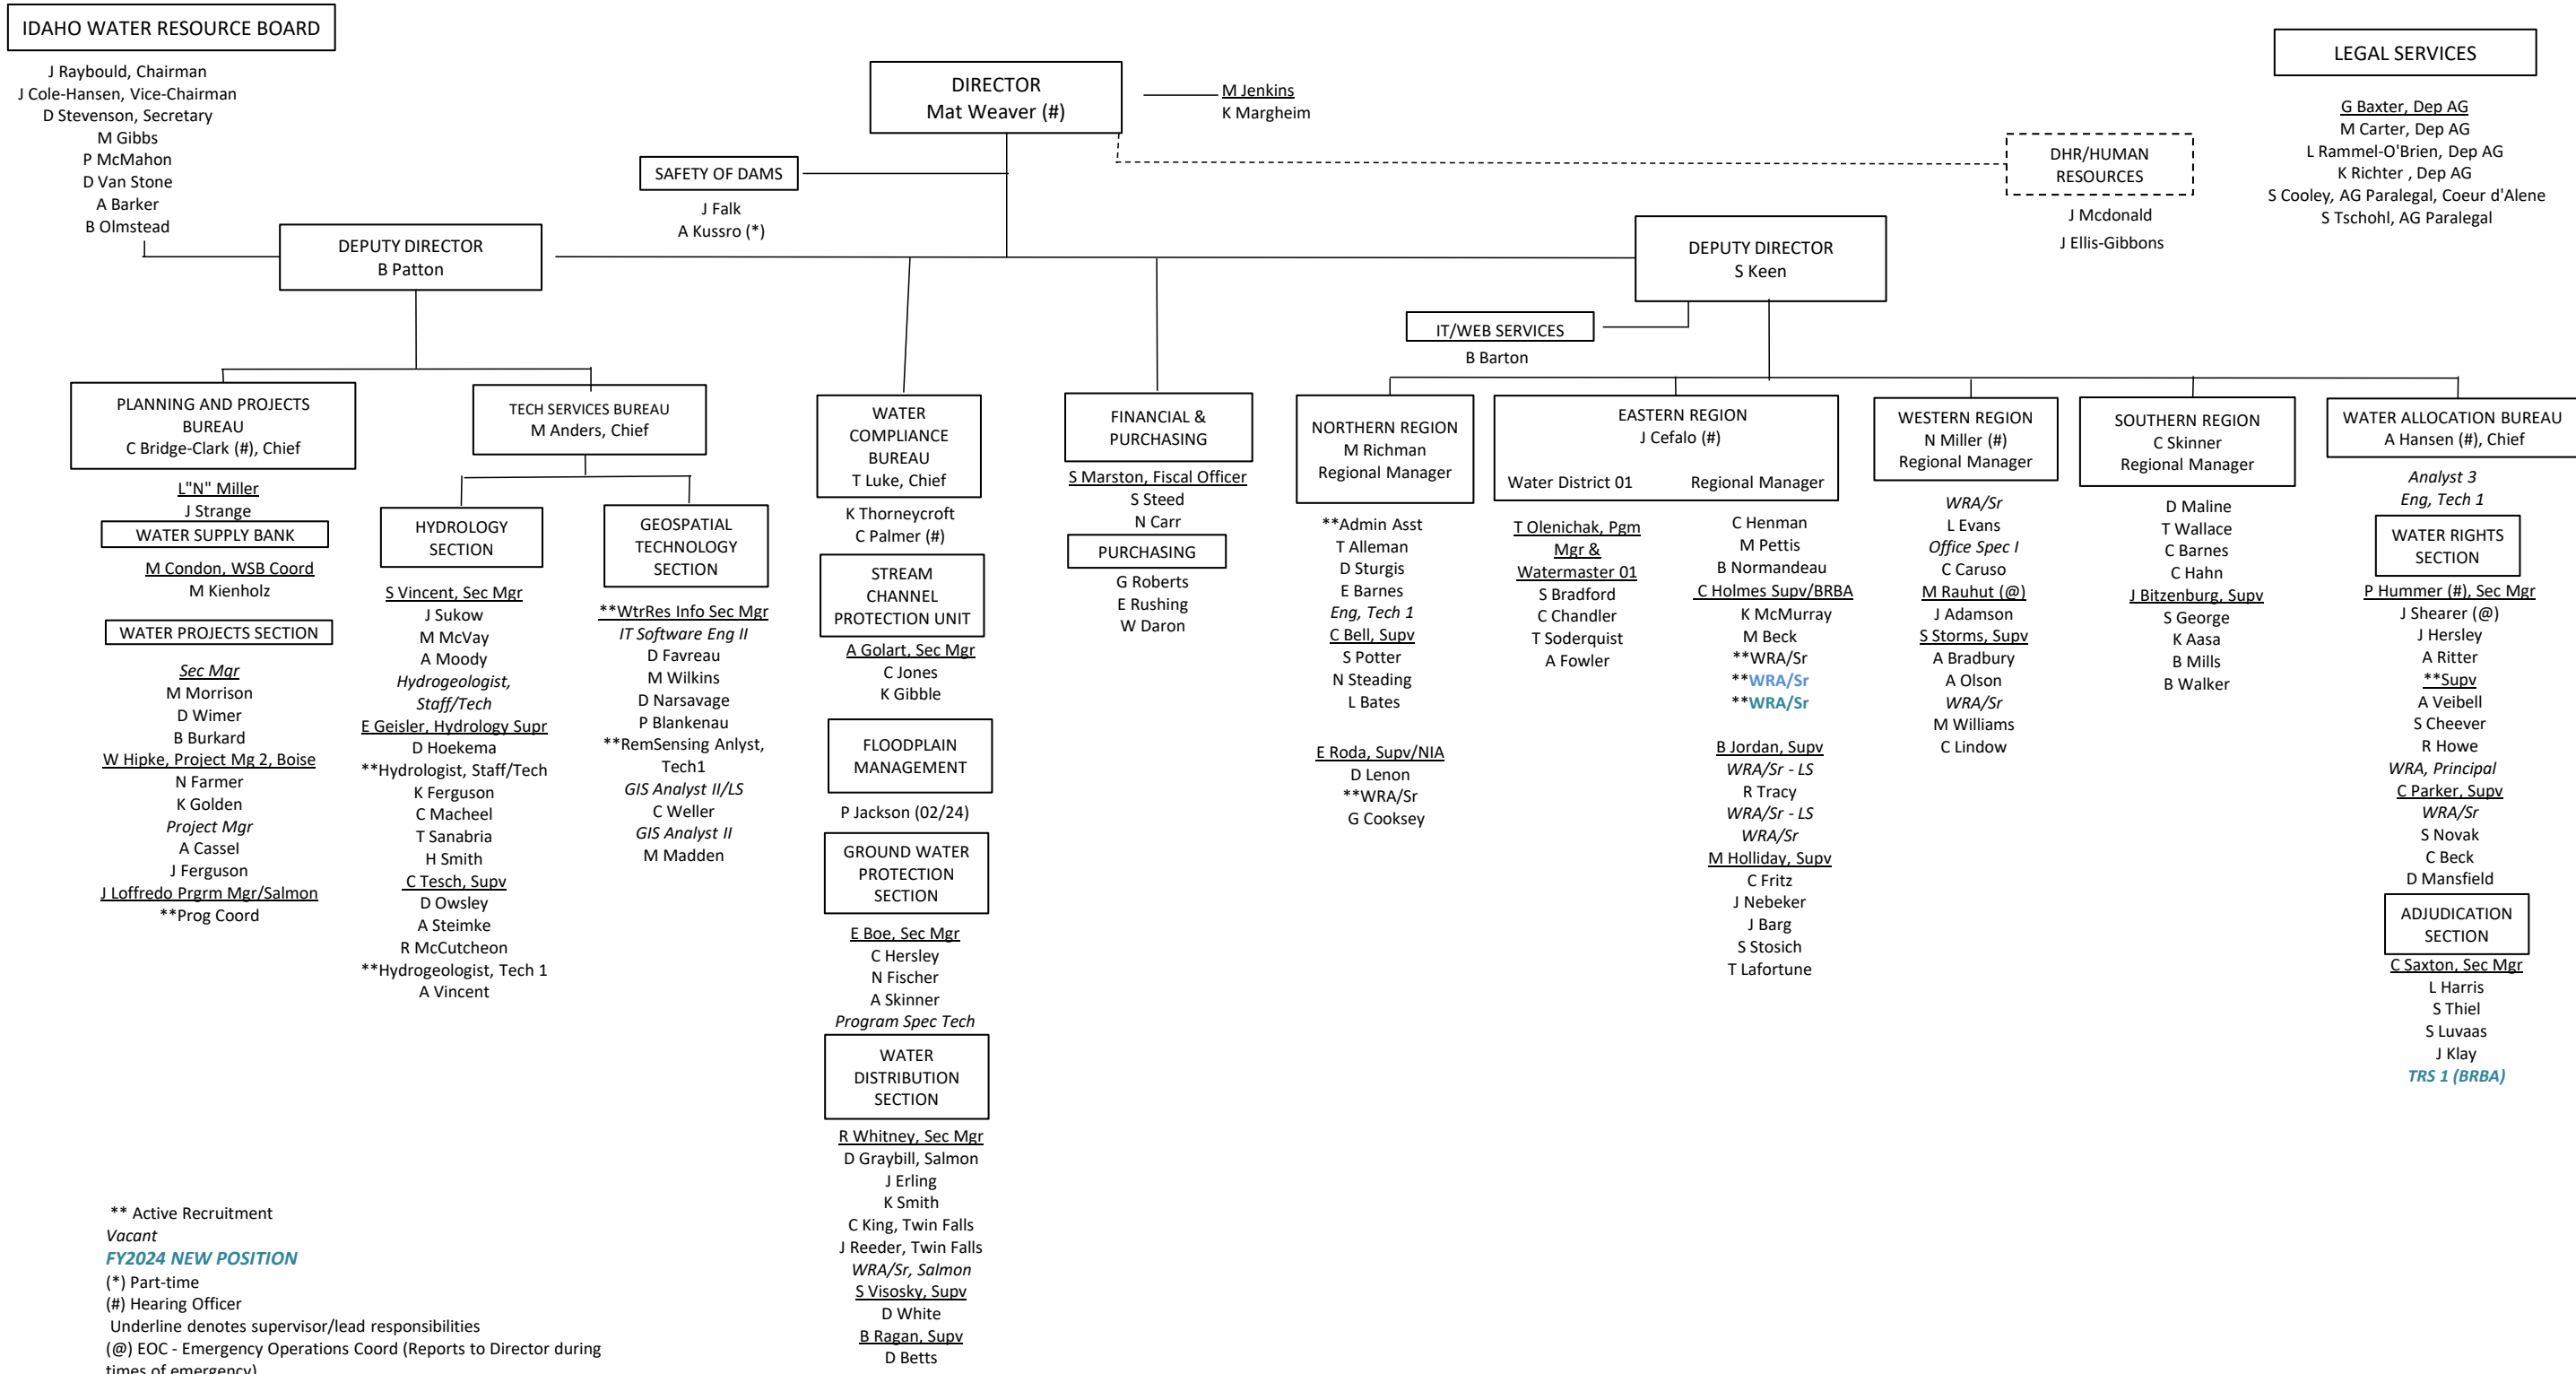 IDAHO WATER RESOURCE BOARD
J Raybould, Chairman
J Cole-Hansen, Vice-Chairman
D Stevenson, Secretary
M Gibbs
P McMahon
D Van Stone
A Barker
B Olmstead
DIRECTOR
Mat Weaver (#)
M Jenkins
K Margheim
SAFETY OF DAMS
J Falk
A Kussro (*)
DHR/HUMAN
RESOURCES
J Mcdonald
J Ellis-Gibbons
LEGAL SERVICES
G Baxter, Dep AG
M Carter, Dep AG
L Rammel-O'Brien, Dep AG
K Richter , Dep AG
S Cooley, AG Paralegal, Coeur d'Alene
S Tschohl, AG Paralegal
DEPUTY DIRECTOR
B Patton
DEPUTY DIRECTOR
S Keen
IT/WEB SERVICES
B Barton
PLANNING AND PROJECTS
BUREAU
C Bridge-Clark (#), Chief
L"N" Miller
J Strange
WATER SUPPLY BANK
M Condon, WSB Coord
M Kienholz
WATER PROJECTS SECTION
Sec Mgr
M Morrison
D Wimer
B Burkard
W Hipke, Project Mg 2, Boise
N Farmer
K Golden
Project Mgr
A Cassel
J Ferguson
J Loffredo Prgrm Mgr/Salmon
**Prog Coord
TECH SERVICES BUREAU
M Anders, Chief
HYDROLOGY
SECTION
S Vincent, Sec Mgr
J Sukow
M McVay
A Moody
Hydrogeologist,
Staff/Tech
E Geisler, Hydrology Supr
D Hoekema
**Hydrologist, Staff/Tech
K Ferguson
C Macheel
T Sanabria
H Smith
C Tesch, Supv
D Owsley
A Steimke
R McCutcheon
**Hydrogeologist, Tech 1
A Vincent
GEOSPATIAL
TECHNOLOGY
SECTION
**WtrRes Info Sec Mgr
IT Software Eng II
D Favreau
M Wilkins
D Narsavage
P Blankenau
**RemSensing Anlyst,
Tech1
GIS Analyst II/LS
C Weller
GIS Analyst II
M Madden
WATER
COMPLIANCE
BUREAU
T Luke, Chief
K Thorneycroft
C Palmer (#)
STREAM
CHANNEL
PROTECTION UNIT
A Golart, Sec Mgr
C Jones
K Gibble
FLOODPLAIN
MANAGEMENT
P Jackson (02/24)
GROUND WATER
PROTECTION
SECTION
E Boe, Sec Mgr
C Hersley
N Fischer
A Skinner
Program Spec Tech
WATER
DISTRIBUTION
SECTION
R Whitney, Sec Mgr
D Graybill, Salmon
J Erling
K Smith
C King, Twin Falls
J Reeder, Twin Falls
WRA/Sr, Salmon
S Visosky, Supv
D White
B Ragan, Supv
D Betts
FINANCIAL &
PURCHASING
S Marston, Fiscal Officer
S Steed
N Carr
PURCHASING
G Roberts
E Rushing
W Daron
NORTHERN REGION
M Richman
Regional Manager
**Admin Asst
T Alleman
D Sturgis
E Barnes
Eng, Tech 1
C Bell, Supv
S Potter
N Steading
L Bates
E Roda, Supv/NIA
D Lenon
**WRA/Sr
G Cooksey
EASTERN REGION
J Cefalo (#)
Water District 01 Regional Manager
T Olenichak, Pgm
Mgr &
Watermaster 01
S Bradford
C Chandler
T Soderquist
A Fowler
C Henman
M Pettis
B Normandeau
C Holmes Supv/BRBA
K McMurray
M Beck
**WRA/Sr
**WRA/Sr
**WRA/Sr
B Jordan, Supv
WRA/Sr - LS
R Tracy
WRA/Sr - LS
WRA/Sr
M Holliday, Supv
C Fritz
J Nebeker
J Barg
S Stosich
T Lafortune
WESTERN REGION
N Miller (#)
Regional Manager
WRA/Sr
L Evans
Office Spec I
C Caruso
M Rauhut (@)
J Adamson
S Storms, Supv
A Bradbury
A Olson
WRA/Sr
M Williams
C Lindow
SOUTHERN REGION
C Skinner
Regional Manager
D Maline
T Wallace
C Barnes
C Hahn
J Bitzenburg, Supv
S George
K Aasa
B Mills
B Walker
WATER ALLOCATION BUREAU
A Hansen (#), Chief
Analyst 3
Eng, Tech 1
WATER RIGHTS
SECTION
P Hummer (#), Sec Mgr
J Shearer (@)
J Hersley
A Ritter
**Supv
A Veibell
S Cheever
R Howe
WRA, Principal
C Parker, Supv
WRA/Sr
S Novak
C Beck
D Mansfield
ADJUDICATION
SECTION
C Saxton, Sec Mgr
L Harris
S Thiel
S Luvaas
J Klay
TRS 1 (BRBA)
** Active Recruitment
Vacant
FY2024 NEW POSITION
(*) Part-time
(#) Hearing Officer
Underline denotes supervisor/lead responsibilities
(@) EOC - Emergency Operations Coord (Reports to Director during
times of emergency)